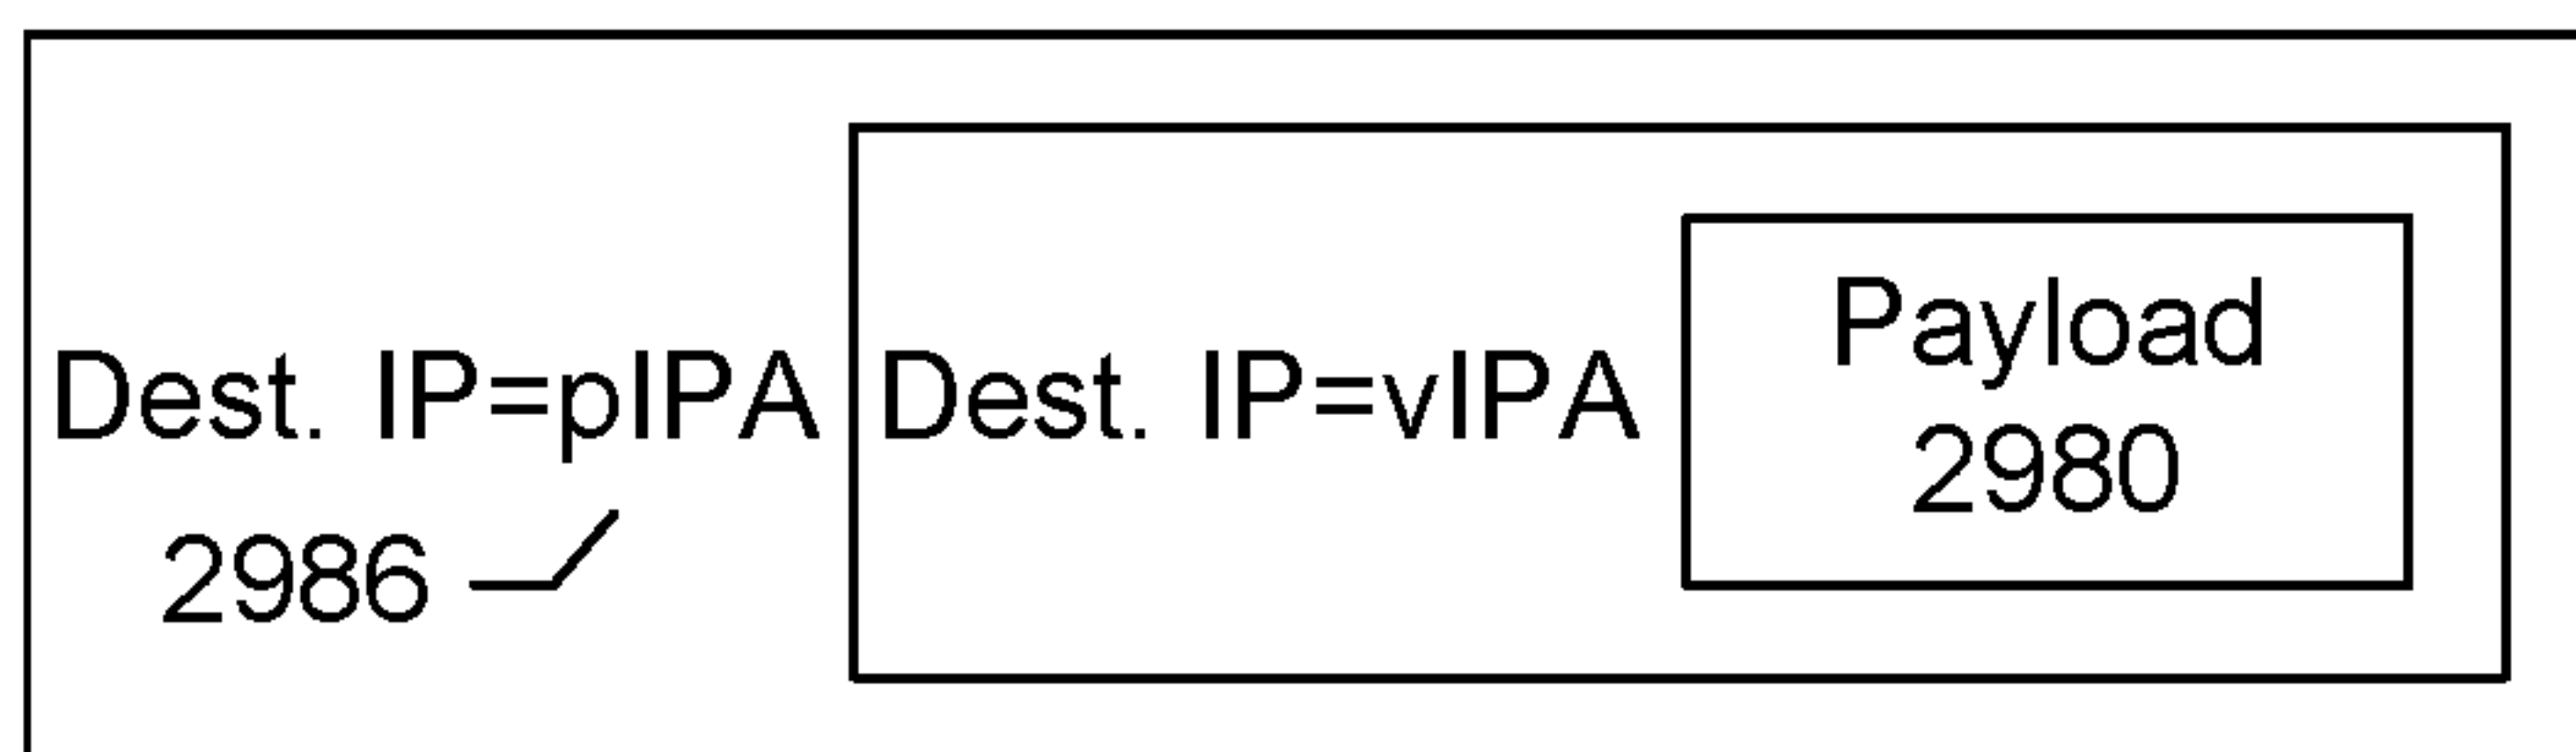 Dest. IP=pIPA
2986
Dest. IP=vIPA
Payload
2980